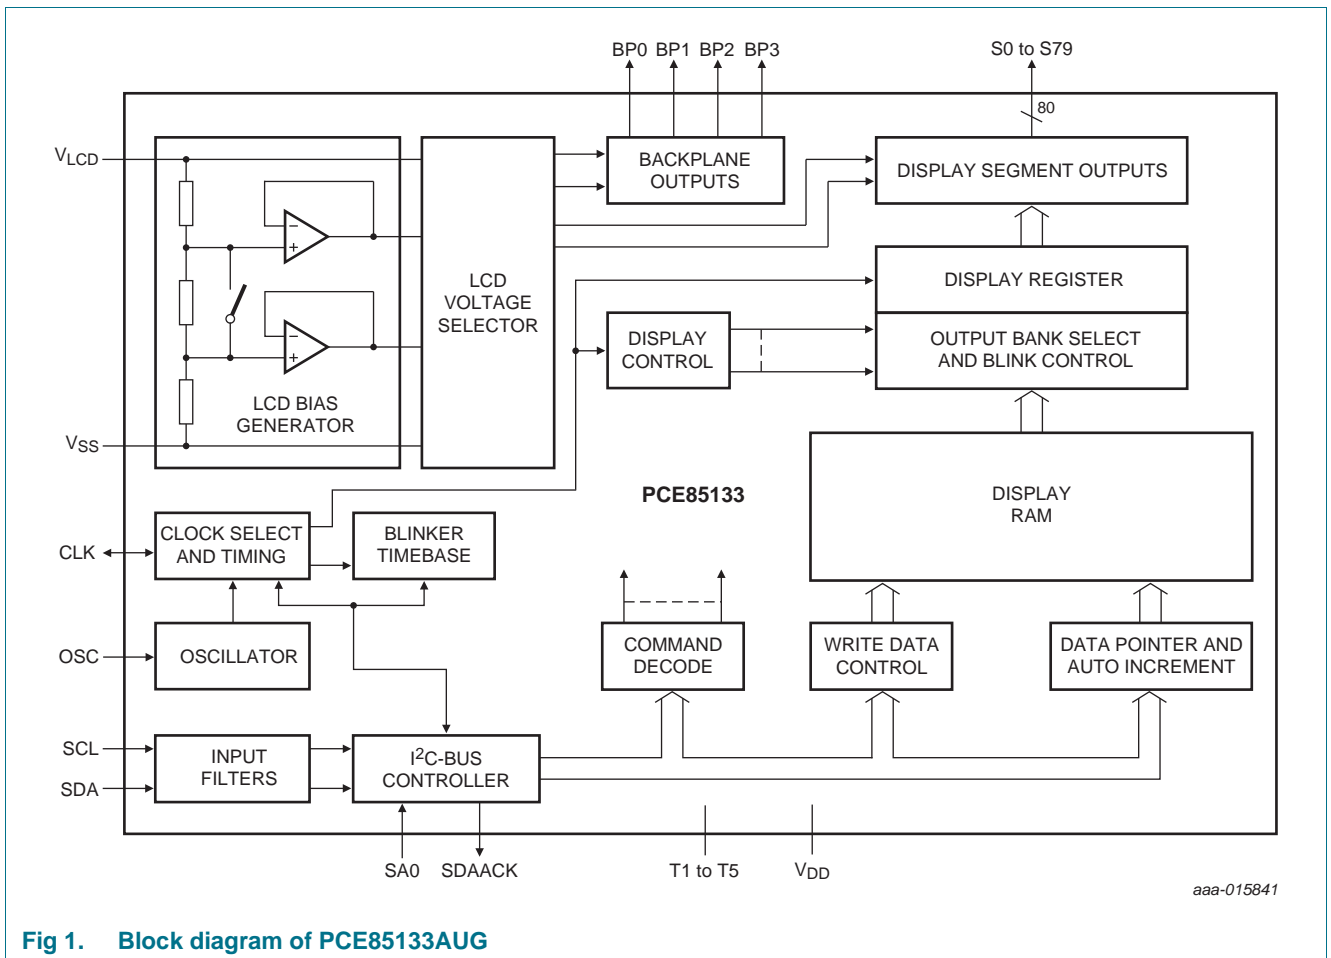 BP0 BP1 BP2 BP3
S0 to S79
80
VLCD
BACKPLANE
OUTPUTS
DISPLAY SEGMENT OUTPUTS
−
+
−
+
LCD BIAS
GENERATOR
LCD
VOLTAGE
SELECTOR
DISPLAY REGISTER
DISPLAY
CONTROL
OUTPUT BANK SELECT
AND BLINK CONTROL
VSS
PCE85133
DISPLAY
RAM
CLK
CLOCK SELECT
AND TIMING
BLINKER
TIMEBASE
OSC
OSCILLATOR
COMMAND
DECODE
WRITE DATA
CONTROL
DATA POINTER AND
AUTO INCREMENT
SCL
SDA
INPUT
FILTERS
I2C-BUS
CONTROLLER
SA0
SDAACK
T1 to T5
VDD
aaa-015841
Fig 1. Block diagram of PCE85133AUG